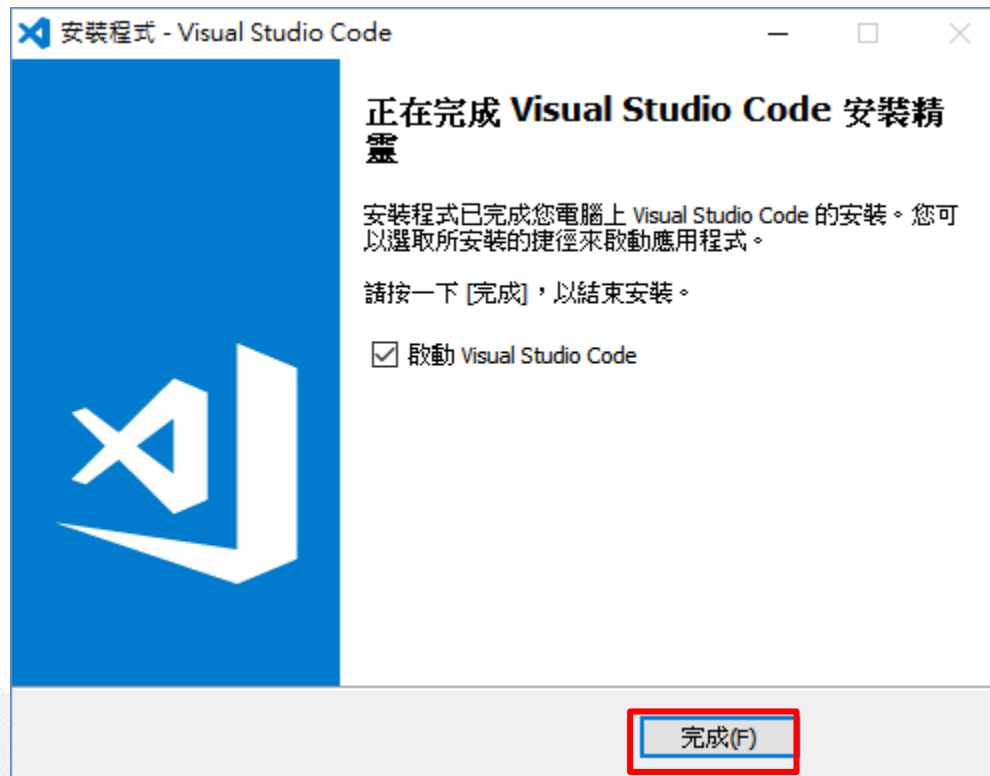 安裝程式 - Visual Studio Code
正在完成 Visual Studio Code 安裝精
靈
安裝程式已完成您電腦上 Visual Studio Code 的安裝。您可
以選取所安裝的捷徑來啟動應用程式。
請按一下 [完成],以結束安裝。
啟動 Visual Studio Code
完成(F)